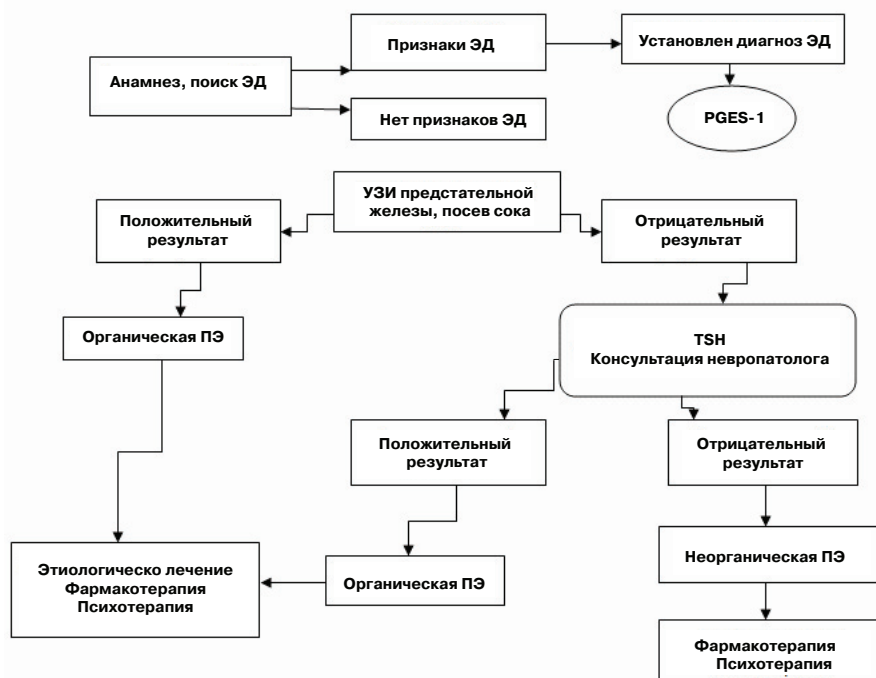 Признаки ЭД
Установлен диагноз ЭД
Анамнез, поиск ЭД
PGES-1
Нет признаков ЭД
УЗИ предстательной
железы, посев сока
Положительный
результат
Отрицательный
результат
Органическая ПЭ
TSH
Консультация невропатолога
Положительный
результат
Отрицательный
результат
Этиологическо лечение
Фармакотерапия
Психотерапия
Органическая ПЭ
Неорганическая ПЭ
Фармакотерапия
Психотерапия